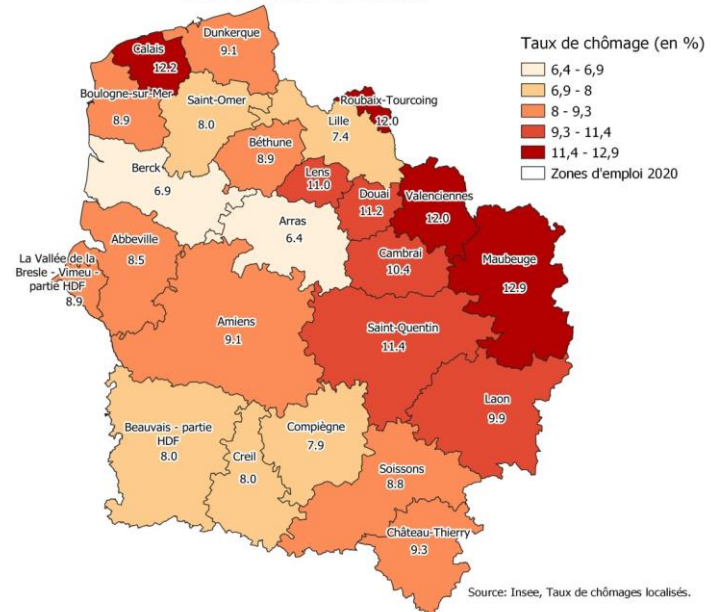 Dunkerque
9.1
Calais
12.2
Boulogne-sur-Mer
8.9
Saint-Omer
8.0
Roubaix-Tourcoing
12.0
Lille
7.4
Béthune
8.9
Lens
11.0
Douai
11.2
Valenciennes
12.0
Berck
6.9
Arras
6.4
Cambrai
10.4
Maubeuge
12.9
Abbeville
8.5
La Vallée de la
Bresle - Vimeu -
partie HDF
8.9
Amiens
9.1
Saint-Quentin
11.4
Laon
9.9
Beauvais - partie
HDF
8.0
Creil
8.0
Compiègne
7.9
Soissons
8.8
Château-Thierry
9.3
Taux de chômage (en %)
6,4 - 6,9
6,9 - 8
8 - 9,3
9,3 - 11,4
11,4 - 12,9
Zones d'emploi 2020
Source: Insee, Taux de chômages localisés.